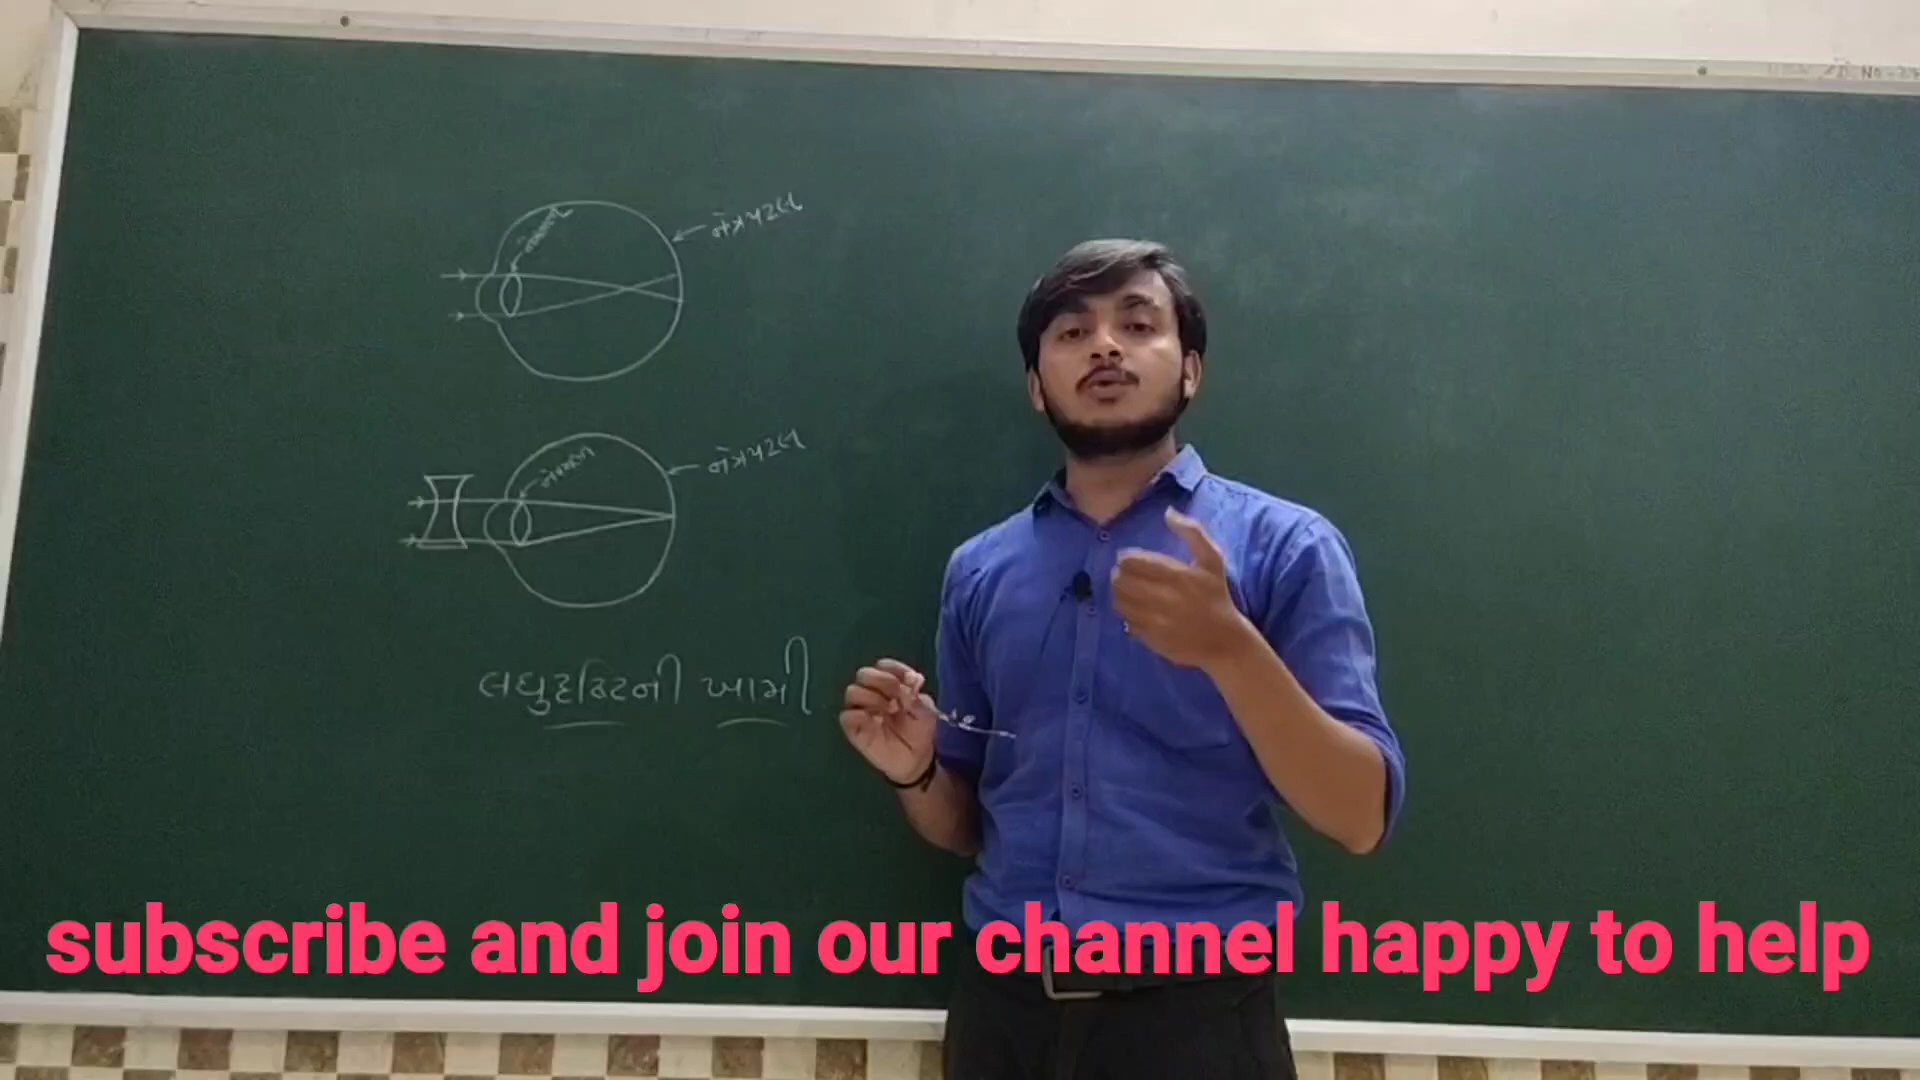 નેત્રપટલ
નેત્રપટલ
લઘુદ્રષ્ટિની ખામી
subscribe and join our channel happy to help